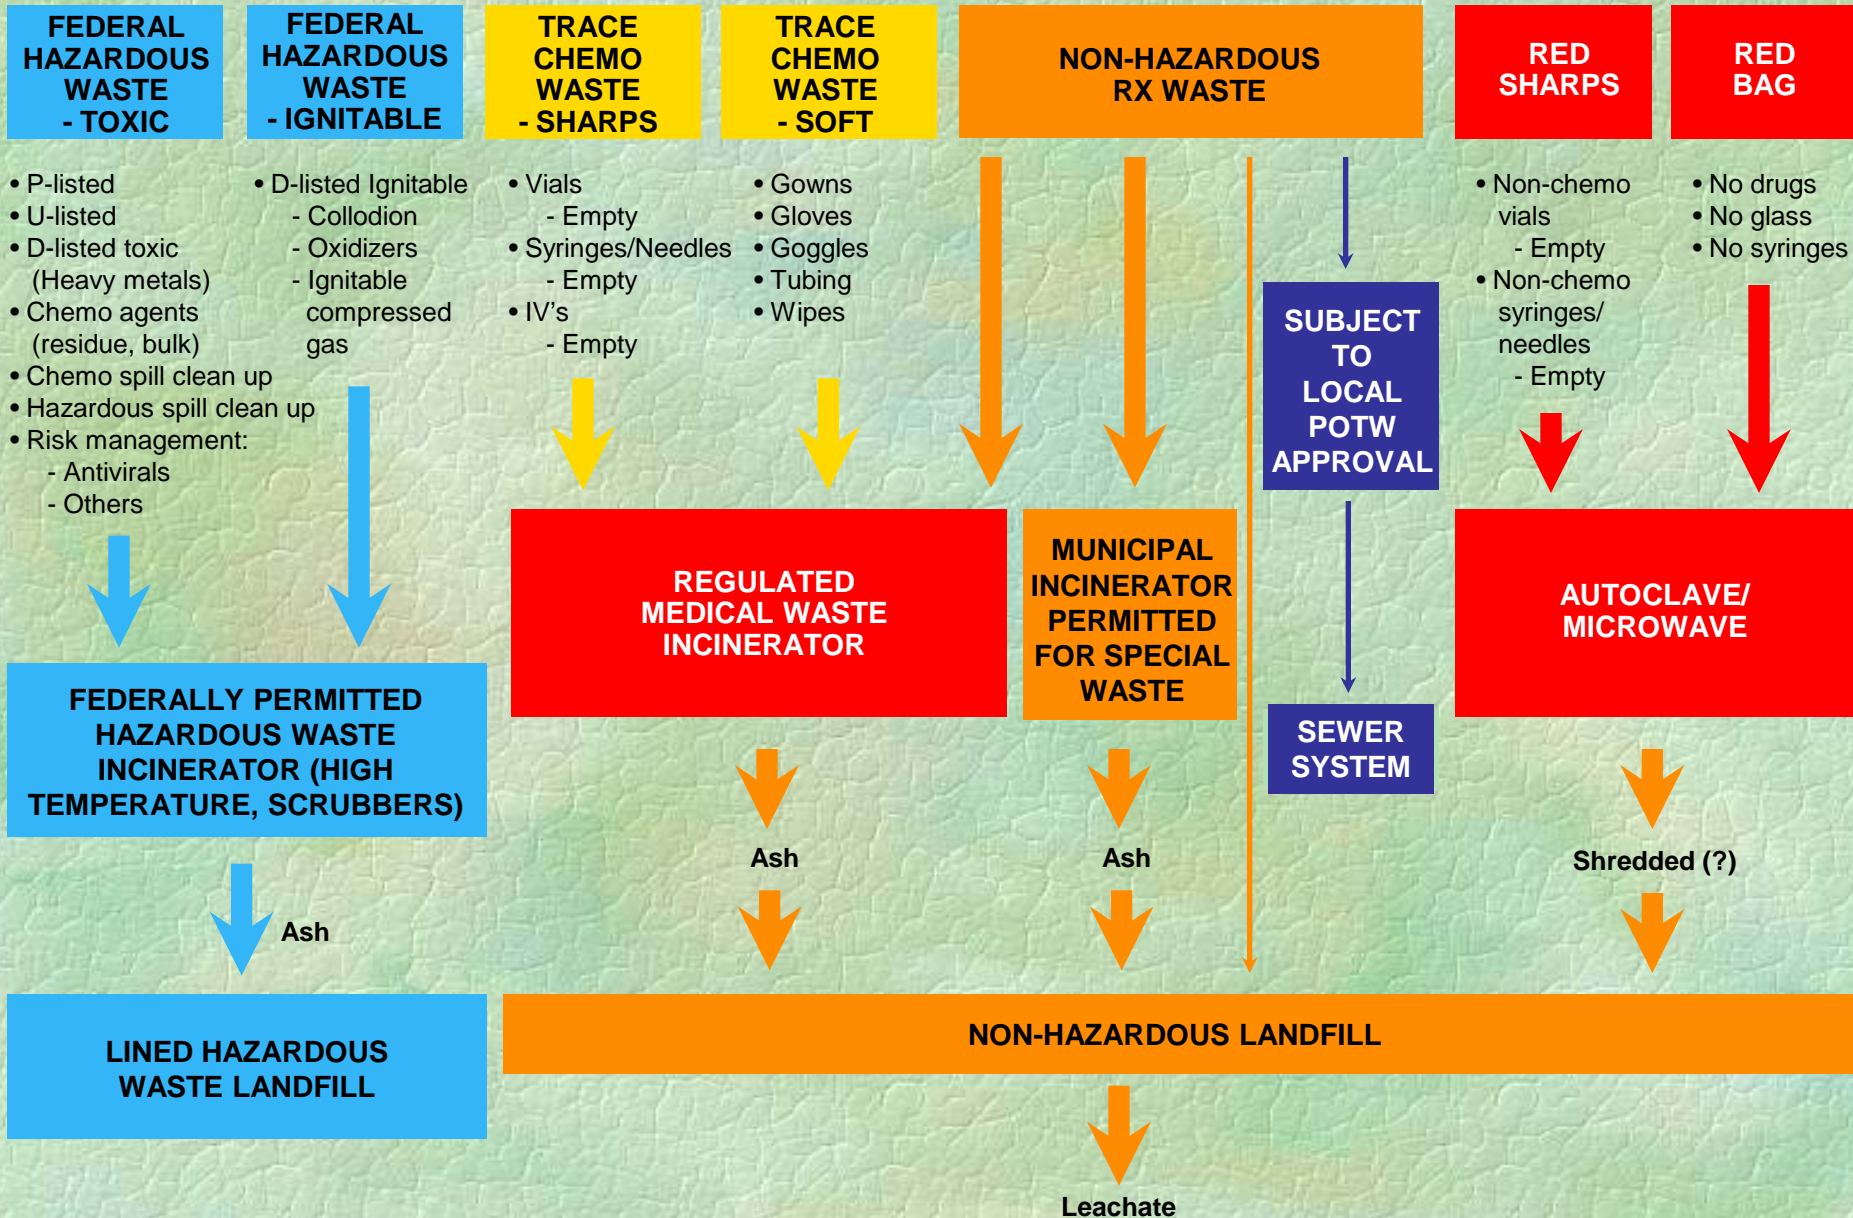 FEDERAL
HAZARDOUS
WASTE
- TOXIC
FEDERAL
HAZARDOUS
WASTE
- IGNITABLE
TRACE
CHEMO
WASTE
- SHARPS
TRACE
CHEMO
WASTE
- SOFT
NON-HAZARDOUS
RX WASTE
RED
SHARPS
RED
BAG
• P-listed
• U-listed
• D-listed toxic
(Heavy metals)
• Chemo agents
(residue, bulk)
• Chemo spill clean up
• Hazardous spill clean up
• Risk management:
- Antivirals
- Others
• D-listed Ignitable
- Collodion
- Oxidizers
- Ignitable
compressed
gas
• Vials
- Empty
• Syringes/Needles
- Empty
• IV's
- Empty
• Gowns
• Gloves
• Goggles
• Tubing
• Wipes
SUBJECT
TO
LOCAL
POTW
APPROVAL
• Non-chemo
vials
- Empty
• Non-chemo
syringes/
needles
- Empty
• No drugs
• No glass
• No syringes
REGULATED
MEDICAL WASTE
INCINERATOR
MUNICIPAL
INCINERATOR
PERMITTED
FOR SPECIAL
WASTE
AUTOCLAVE/
MICROWAVE
FEDERALLY PERMITTED
HAZARDOUS WASTE
INCINERATOR (HIGH
TEMPERATURE, SCRUBBERS)
SEWER
SYSTEM
Ash
Ash
Shredded (?)
Ash
LINED HAZARDOUS
WASTE LANDFILL
NON-HAZARDOUS LANDFILL
Leachate